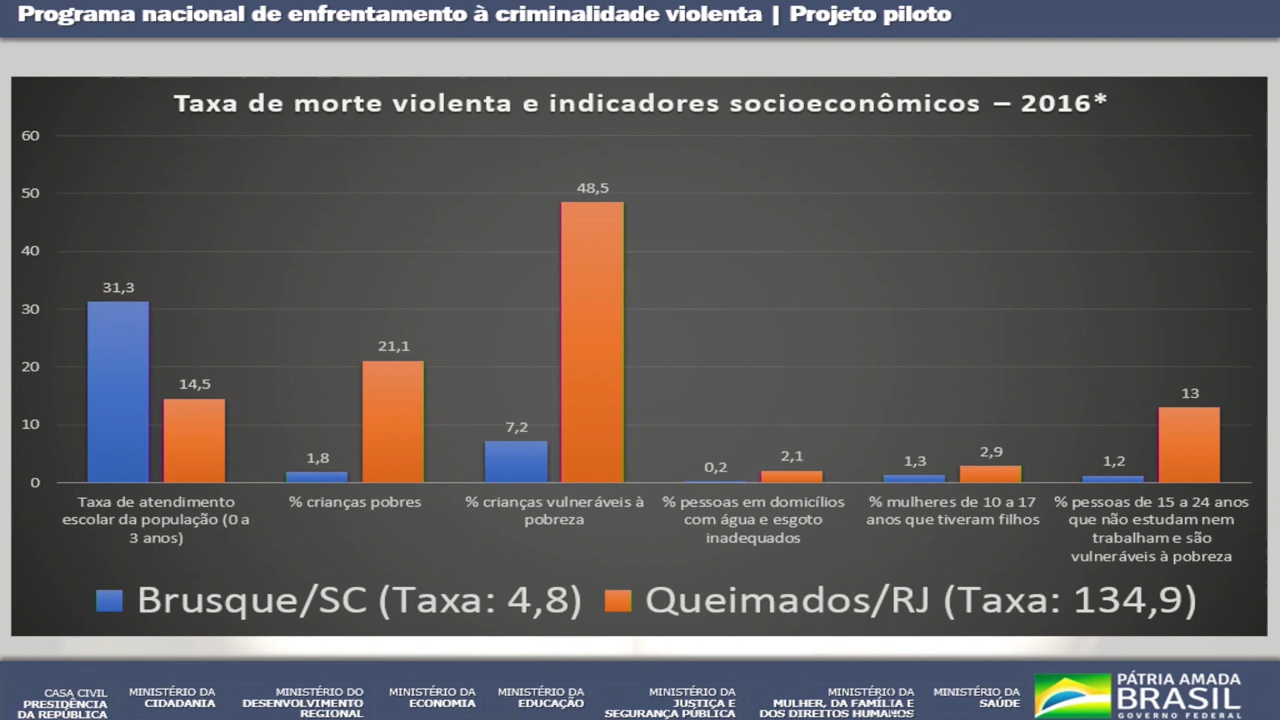 Programa nacional de enfrentamento à criminalidade violenta | Projeto piloto
Taxa de morte violenta e indicadores socioeconômicos – 2016*
60
50
40
30
20
10
0
31,3
14,5
1,8
21,1
7,2
48,5
0,2
2,1
1,3
2,9
1,2
13
Taxa de atendimento
escolar da população (0 a
3 anos)
% crianças pobres
% crianças vulneráveis à
pobreza
% pessoas em domicílios
com água e esgoto
inadequados
% mulheres de 10 a 17
anos que tiveram filhos
% pessoas de 15 a 24 anos
que não estudam nem
trabalham e são
vulneráveis à pobreza
Brusque/SC (Taxa: 4,8)
Queimados/RJ (Taxa: 134,9)
CASA CIVIL
PRESIDÊNCIA
DA REPÚBLICA
MINISTÉRIO DA
CIDADANIA
MINISTÉRIO DO
DESENVOLVIMENTO
REGIONAL
MINISTÉRIO DA
ECONOMIA
MINISTÉRIO DA
EDUCAÇÃO
MINISTÉRIO DA
JUSTIÇA E
SEGURANÇA PÚBLICA
MINISTÉRIO DA
MULHER, DA FAMÍLIA E
DOS DIREITOS HUMANOS
MINISTÉRIO DA
SAÚDE
PÁTRIA AMADA
BRASIL
GOVERNO FEDERAL